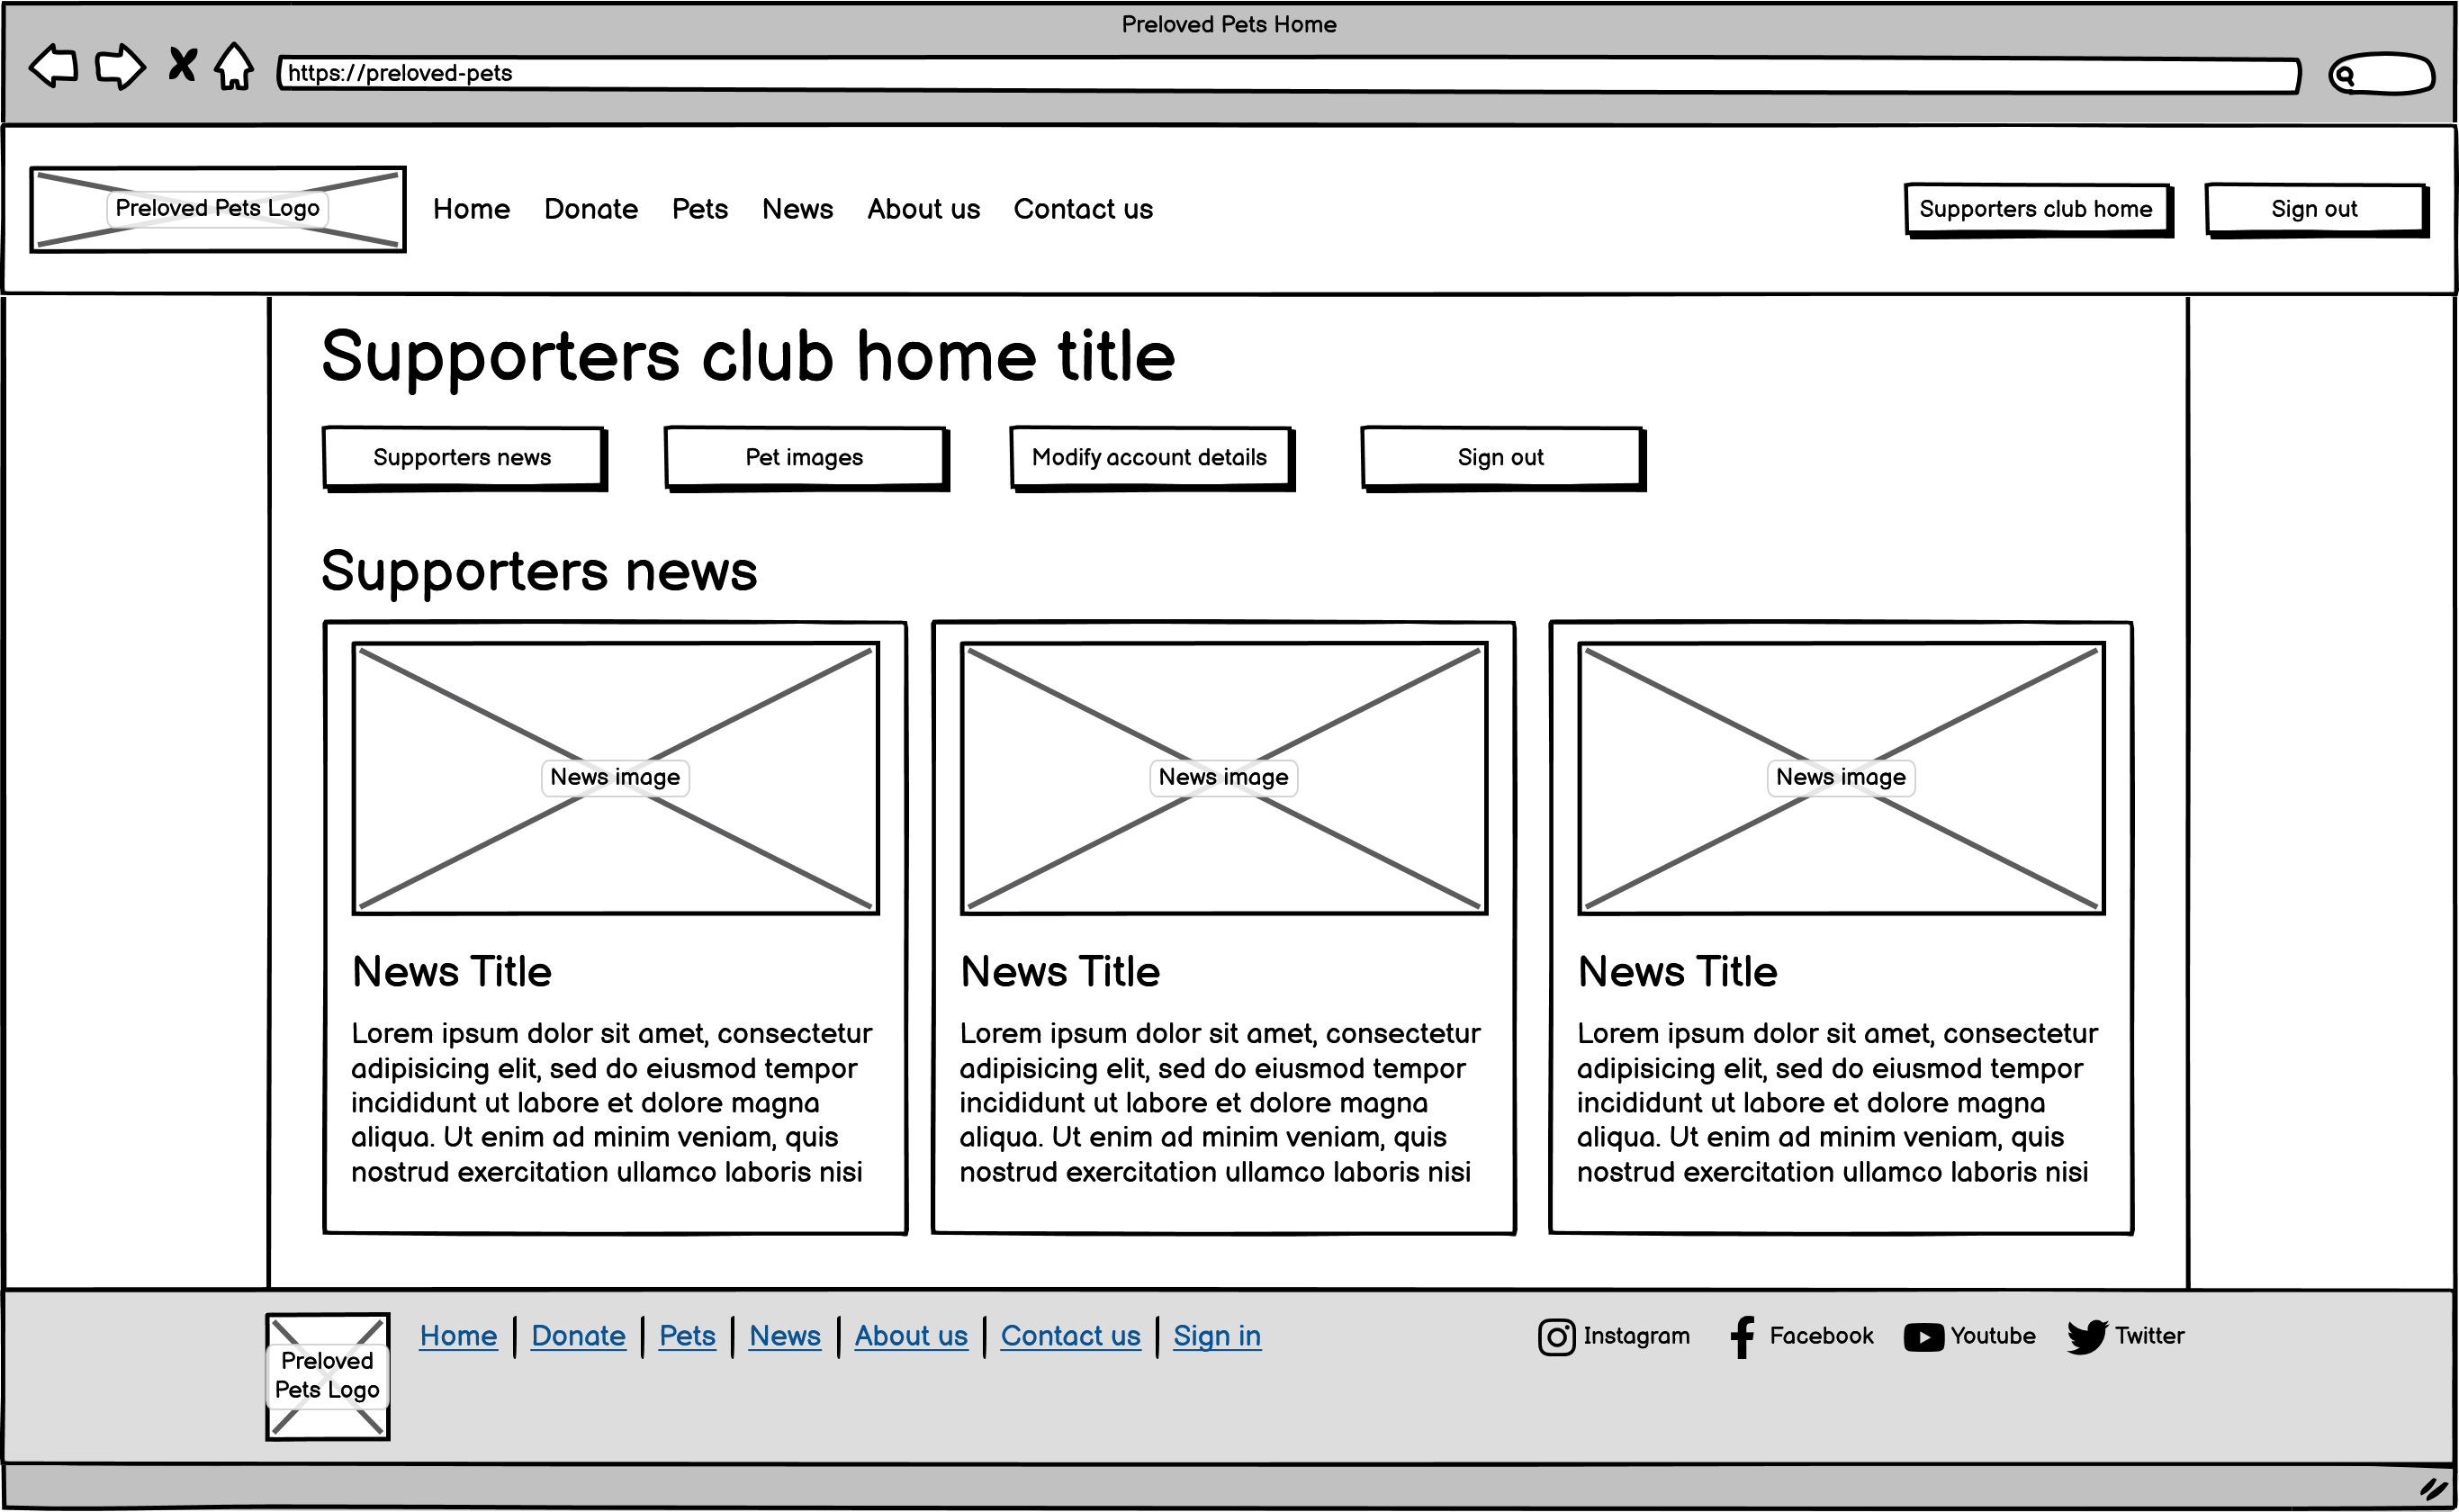 Preloved Pets Home
https://preloved-pets
Preloved Pets Logo
Home Donate Pets News About us Contact us
Supporters club home
Sign out
Supporters club home title
Supporters news
Pet images
Modify account details
Sign out
Supporters news
News image
News Title
Lorem ipsum dolor sit amet, consectetur
adipisicing elit, sed do eiusmod tempor
incididunt ut labore et dolore magna
aliqua. Ut enim ad minim veniam, quis
nostrud exercitation ullamco laboris nisi
News image
News Title
Lorem ipsum dolor sit amet, consectetur
adipisicing elit, sed do eiusmod tempor
incididunt ut labore et dolore magna
aliqua. Ut enim ad minim veniam, quis
nostrud exercitation ullamco laboris nisi
News image
News Title
Lorem ipsum dolor sit amet, consectetur
adipisicing elit, sed do eiusmod tempor
incididunt ut labore et dolore magna
aliqua. Ut enim ad minim veniam, quis
nostrud exercitation ullamco laboris nisi
Preloved
Pets Logo
Home | Donate | Pets | News | About us | Contact us | Sign in
Instagram Facebook Youtube Twitter